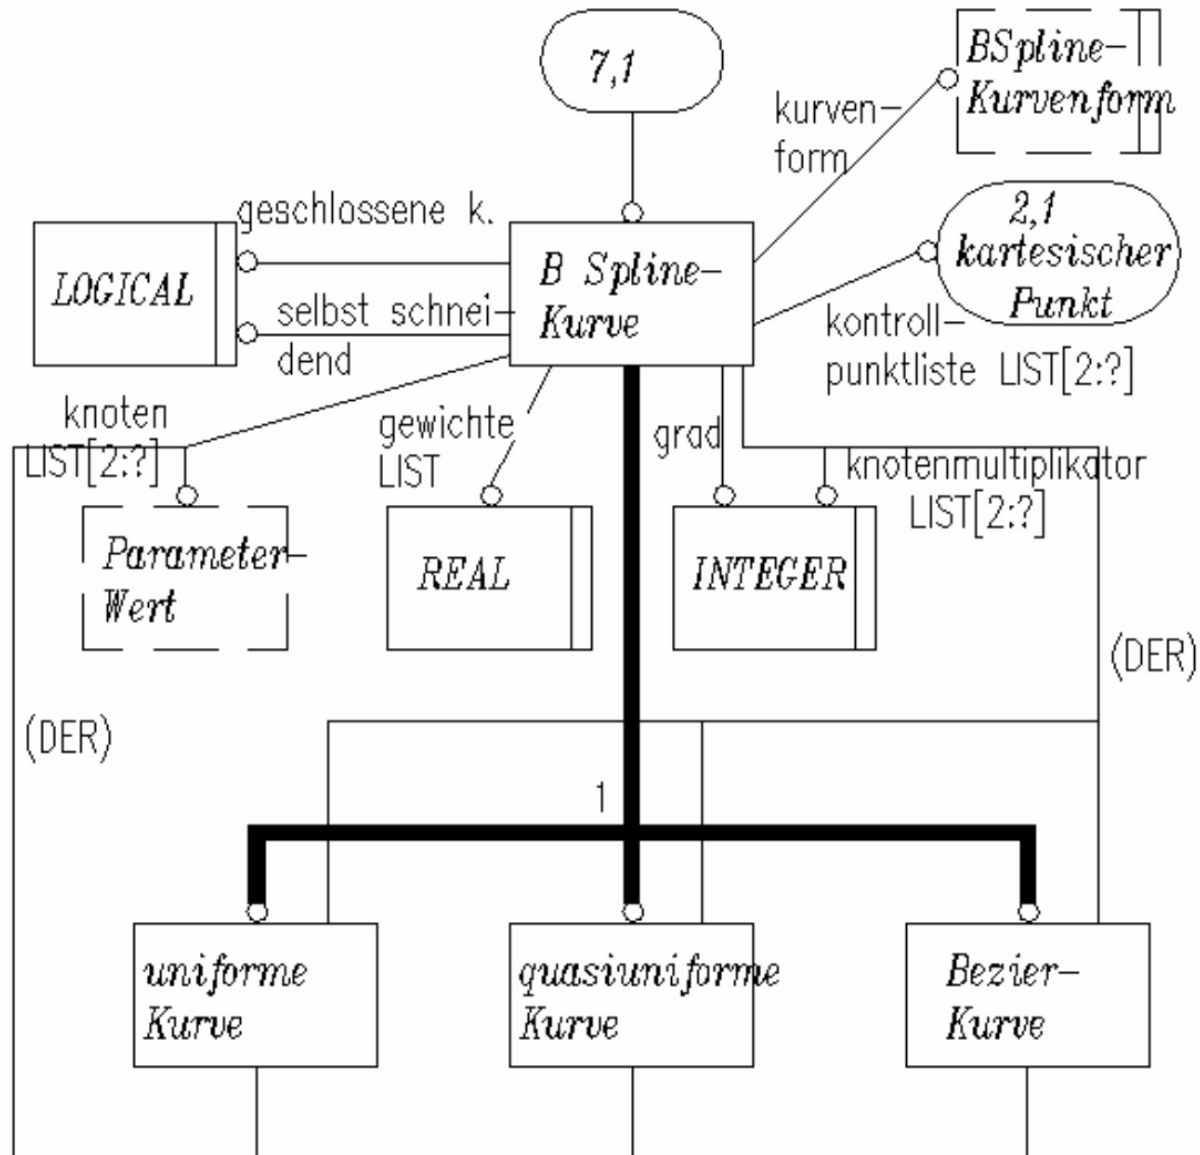 7,1
BSpline-
Kurvenform
kurven-
form
2,1
kartesischer
Punkt
geschlossene k.
LOGICAL
B Spline-
Kurve
selbst schnei-
dend
kontroll-
punktliste LIST[2:?]
knoten
LIST[2:?]
gewichte
LIST
grad
knotenmultiplikator
LIST[2:?]
Parameter-
Wert
REAL
INTEGER
(DER)
(DER)
1
uniforme
Kurve
quasiuniforme
Kurve
Bezier-
Kurve